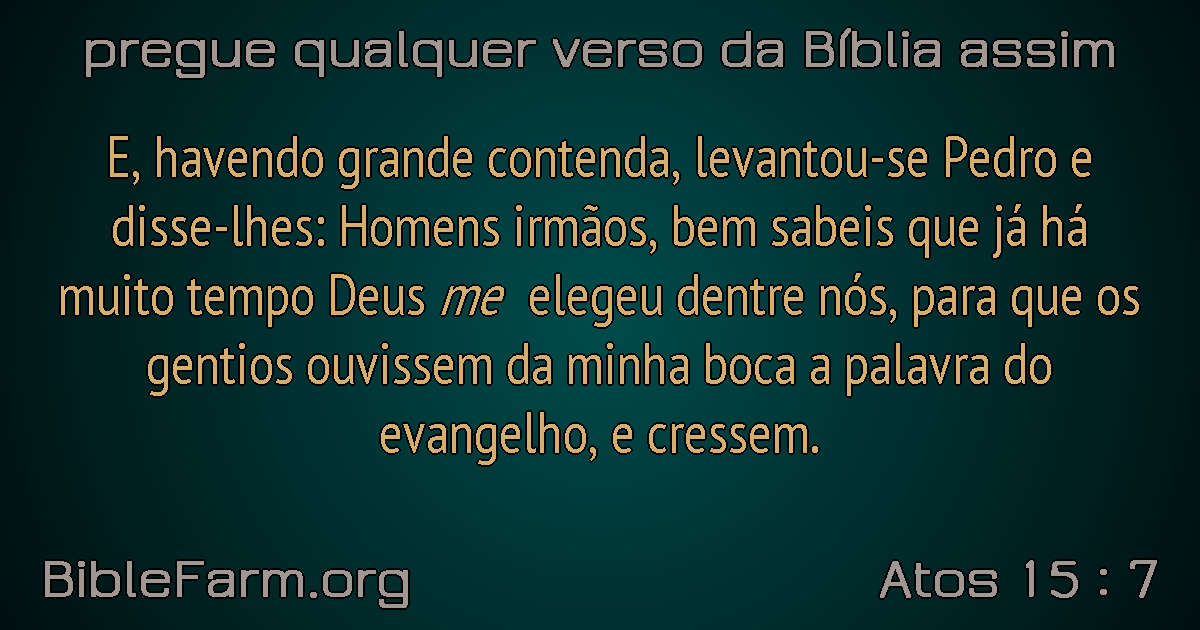 pregue qualquer verso da Bíblia assim
E, havendo grande contenda, levantou-se Pedro e
disse-lhes: Homens irmãos, bem sabeis que já há
muito tempo Deus me elegeu dentre nós, para que os
gentios ouvissem da minha boca a palavra do
evangelho, e cressem.
BibleFarm.org
Atos 15 : 7